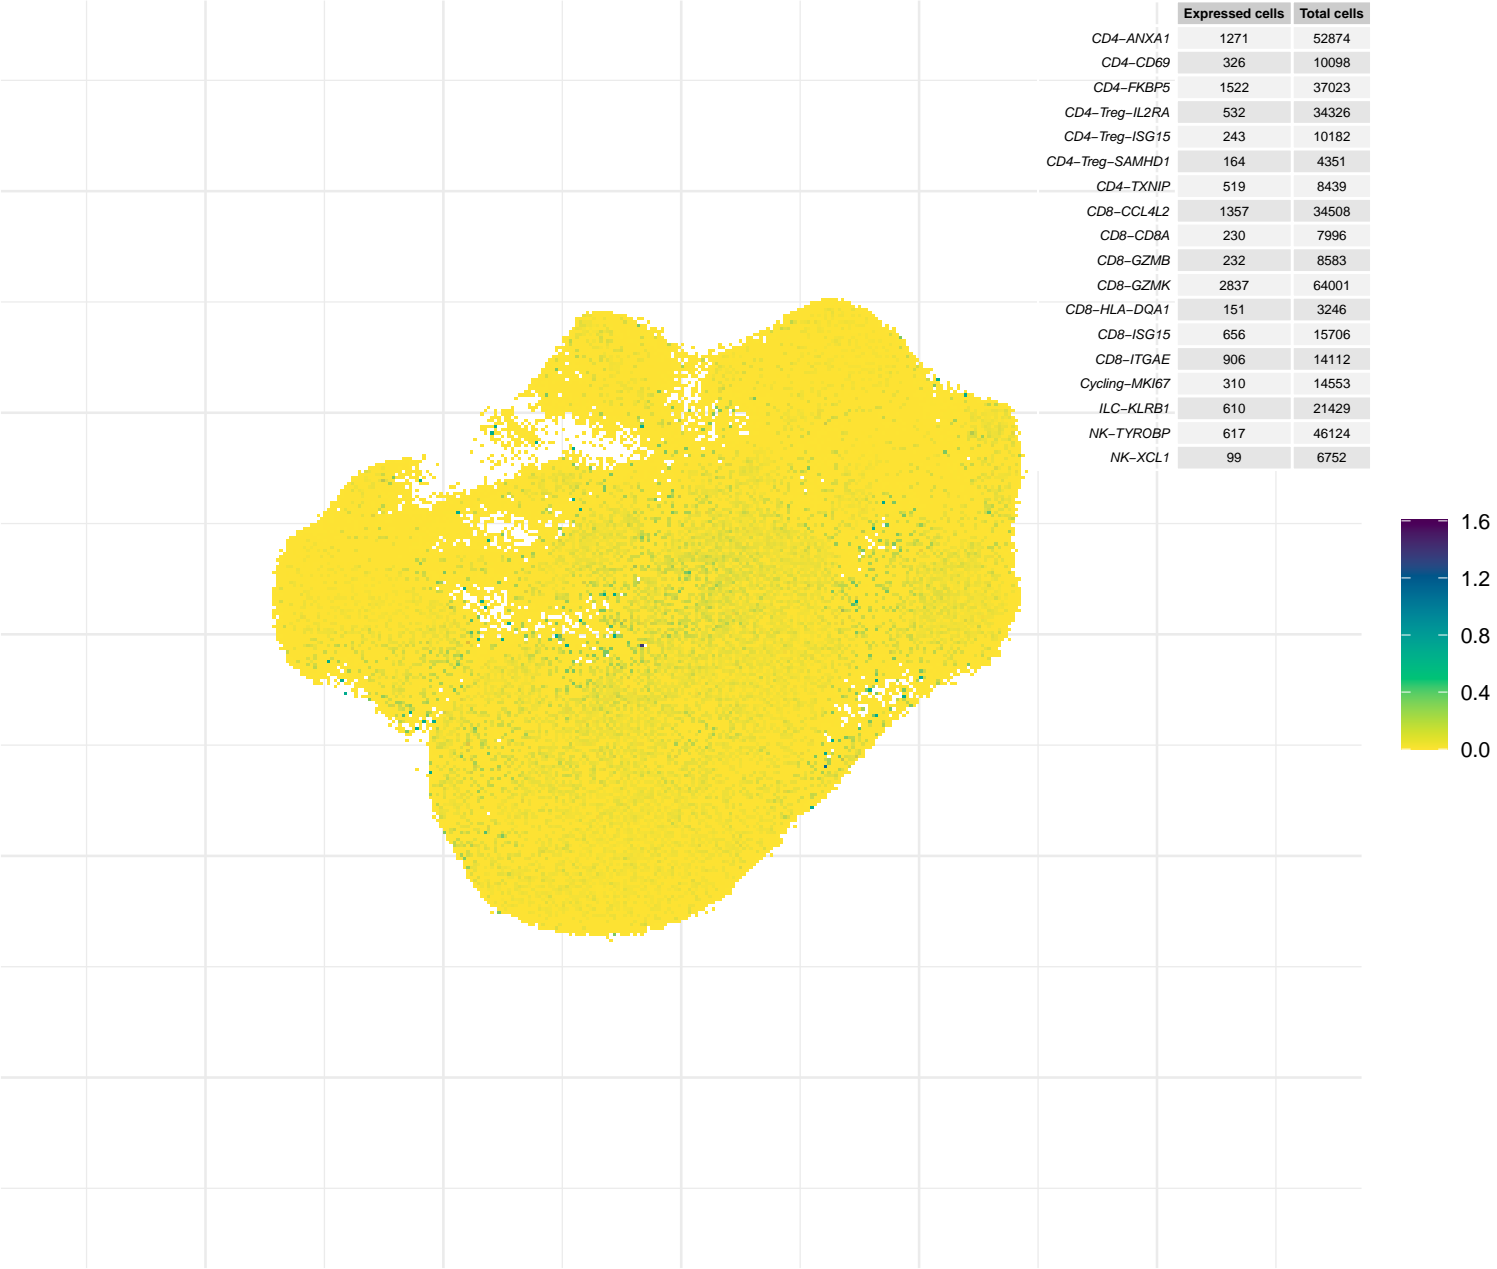 Expressed cells Total cells
CD4−ANXA1 1271 52874
CD4−CD69 326 10098
CD4−FKBP5 1522 37023
CD4−Treg−IL2RA 532 34326
CD4−Treg−ISG15 243 10182
CD4−Treg−SAMHD1 164 4351
CD4−TXNIP 519 8439
CD8−CCL4L2 1357 34508
CD8−CD8A 230 7996
CD8−GZMB 232 8583
CD8−GZMK 2837 64001
CD8−HLA−DQA1 151 3246
CD8−ISG15 656 15706
CD8−ITGAE 906 14112
Cycling−MKI67 310 14553
ILC−KLRB1 610 21429
NK−TYROBP 617 46124
NK−XCL1 99 6752
1.6
1.2
0.8
0.4
0.0